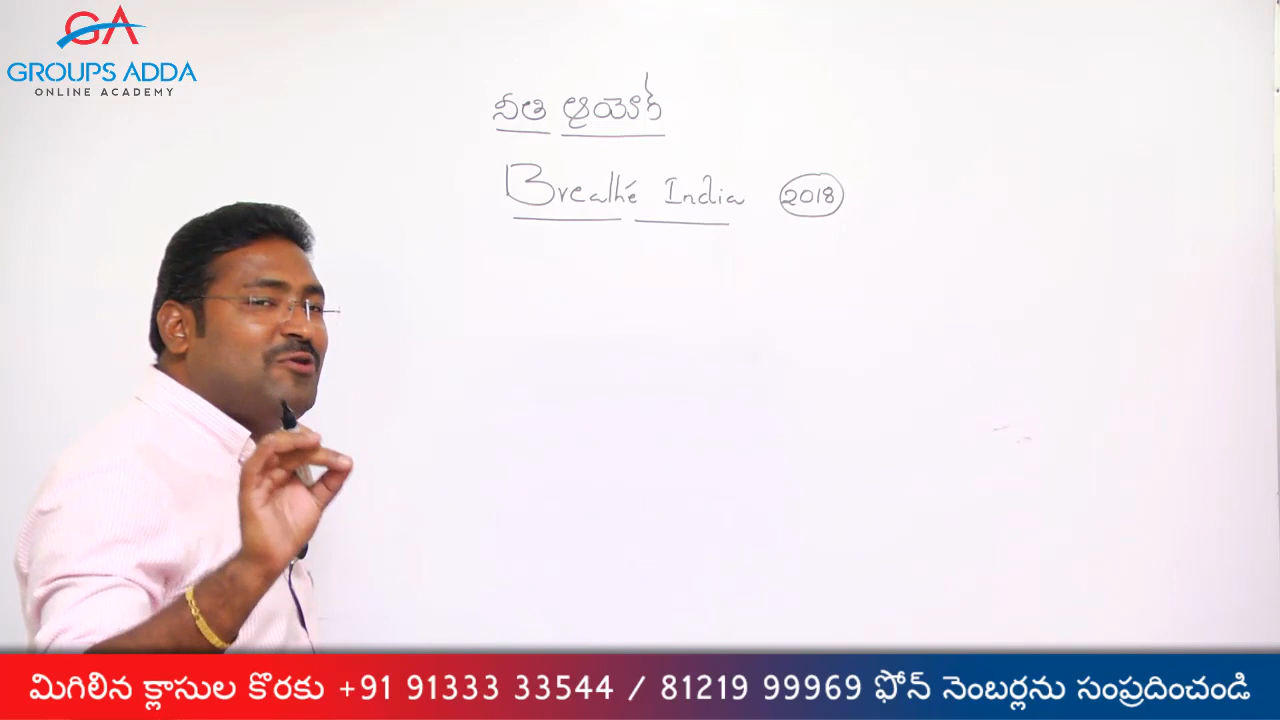 GA
GROUPS ADDA
ONLINE ACADEMY
నీతి ఆయోగ్
Breathe India 2018
మిగిలిన క్లాసుల కొరకు +91 91333 33544 / 81219 99969 ఫోన్ నెంబర్లను సంప్రదించండి